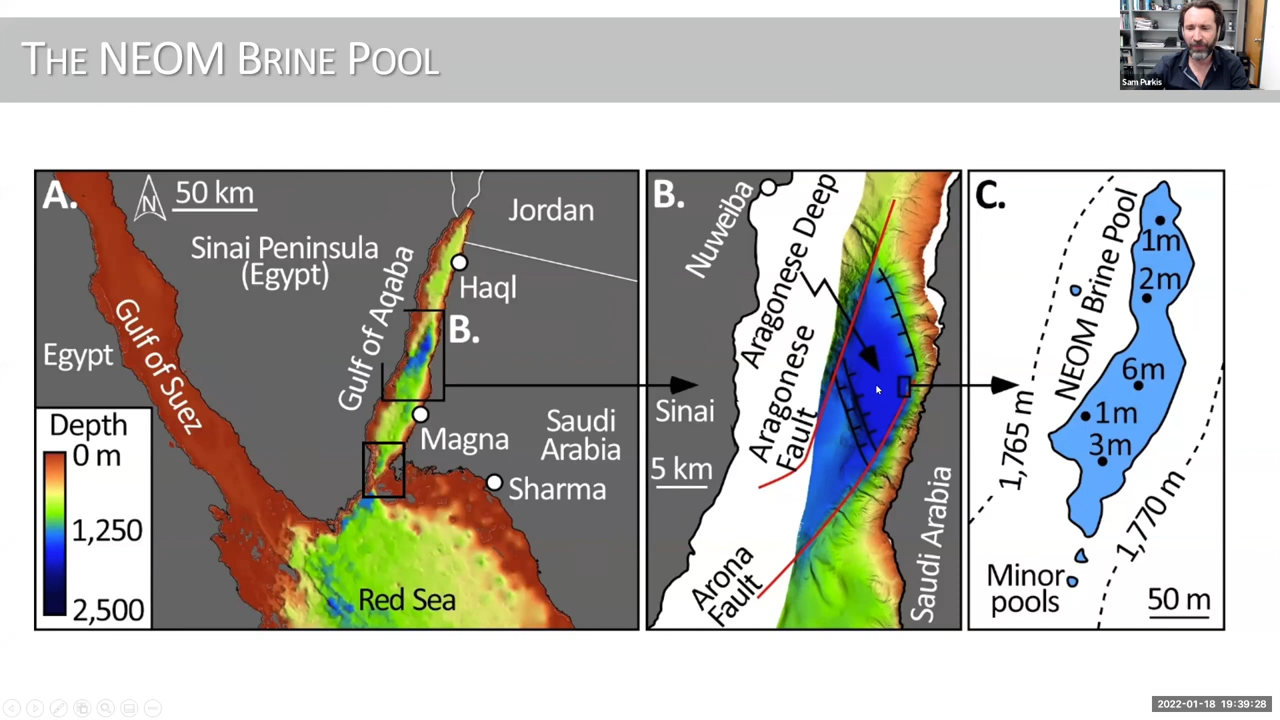 THE NEOM BRINE POOL
Sam Purkis
A.
N
50 km
Jordan
Sinai Peninsula
(Egypt)
Haql
Gulf of Aqaba
B.
Gulf of Suez
Egypt
Magna
Saudi
Arabia
Sharma
Depth
0 m
1,250
2,500
Red Sea
B.
Nuweiba
Aragonese Deep
Aragonese
Fault
Sinai
5 km
Arona
Fault
Saudi Arabia
C.
NEOM Brine Pool
1m
2m
6m
1m
3m
1,765 m
1,770 m
Minor
pools
50 m
2022-01-18 19:39:28